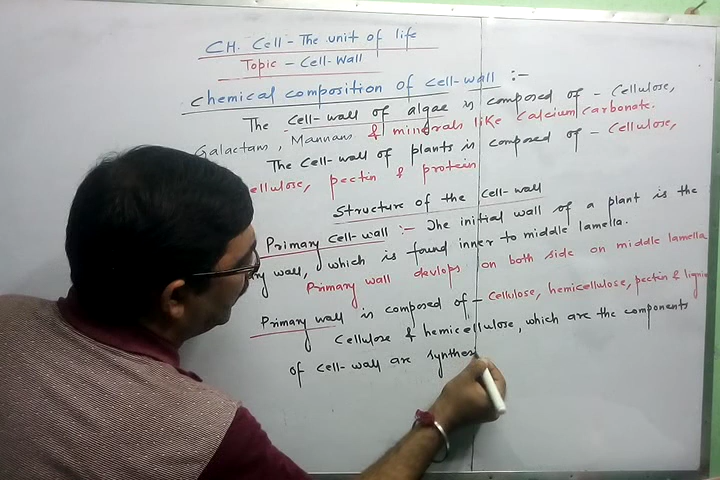 CH. Cell - The unit of life
Topic - Cell-Wall
Chemical composition of cell-wall :-
The cell-wall of algae is composed of - Cellulose,
Galactans, Mannans & minerals like Calcium Carbonate.
The cell-wall of plants is composed of - Cellulose,
ellulose, pectin & protein
Structure of the cell-wall
Primary cell-wall :- The initial wall of a plant is the
ry wall, which is found inner to middle lamella.
Primary wall devlops on both side on middle lamella
Primary wall is composed of - Cellulose, hemicellulose, pectin & lignin
Cellulose & hemicellulose, which are the components
of cell-wall are synthes